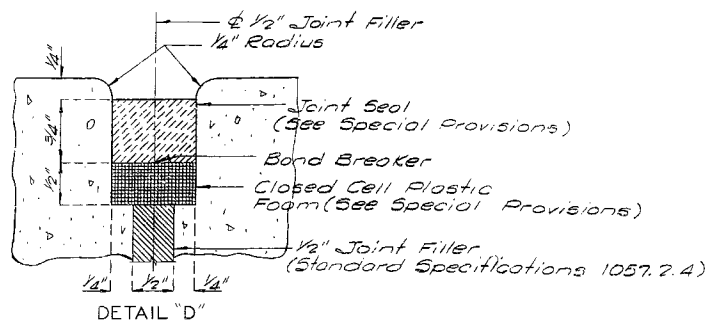 ℄ 1/2" Joint Filler
1/4" Radius
1/4"
3/4"
1/2"
Joint Seal
(See Special Provisions)
Bond Breaker
Closed Cell Plastic
Foam (See Special Provisions)
1/2" Joint Filler
(Standard Specifications 1057.2.4)
1/4" 1/2" 1/4"
DETAIL "D"